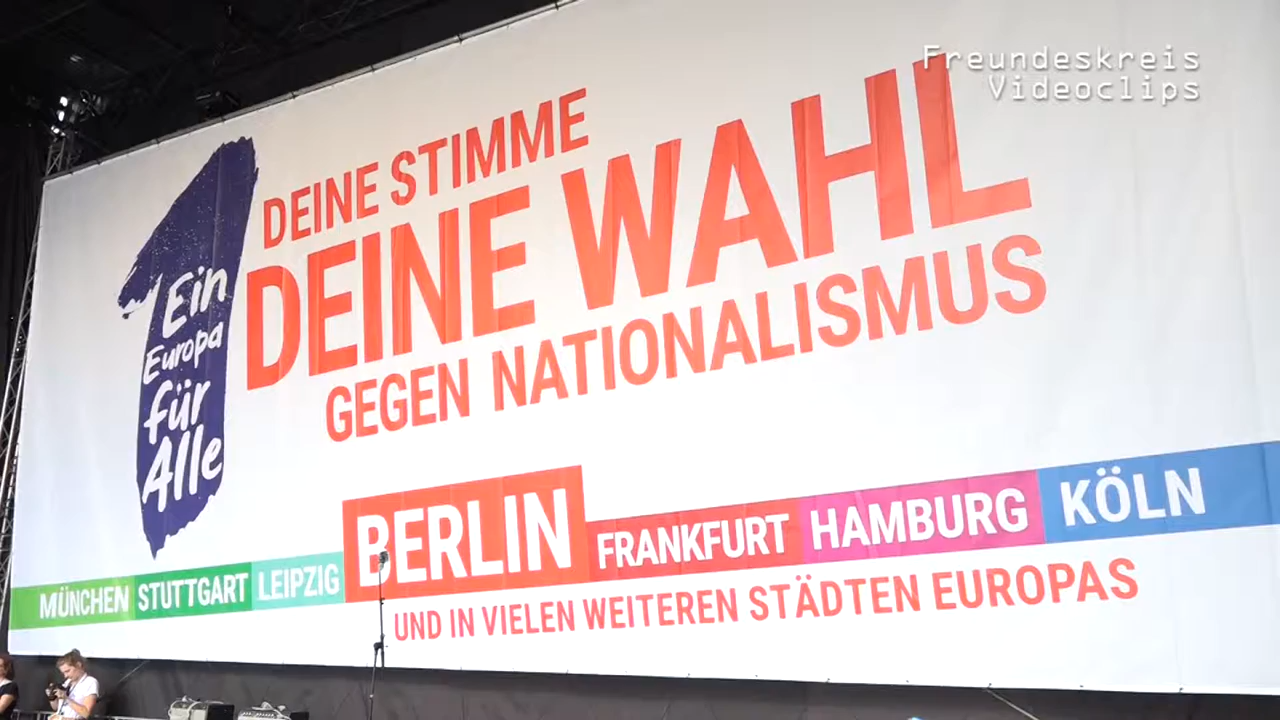 Freundeskreis
Videoclips
Ein
Europa
für
Alle
DEINE STIMME
DEINE WAHL
GEGEN NATIONALISMUS
MÜNCHEN STUTTGART LEIPZIG BERLIN FRANKFURT HAMBURG KÖLN
UND IN VIELEN WEITEREN STÄDTEN EUROPAS